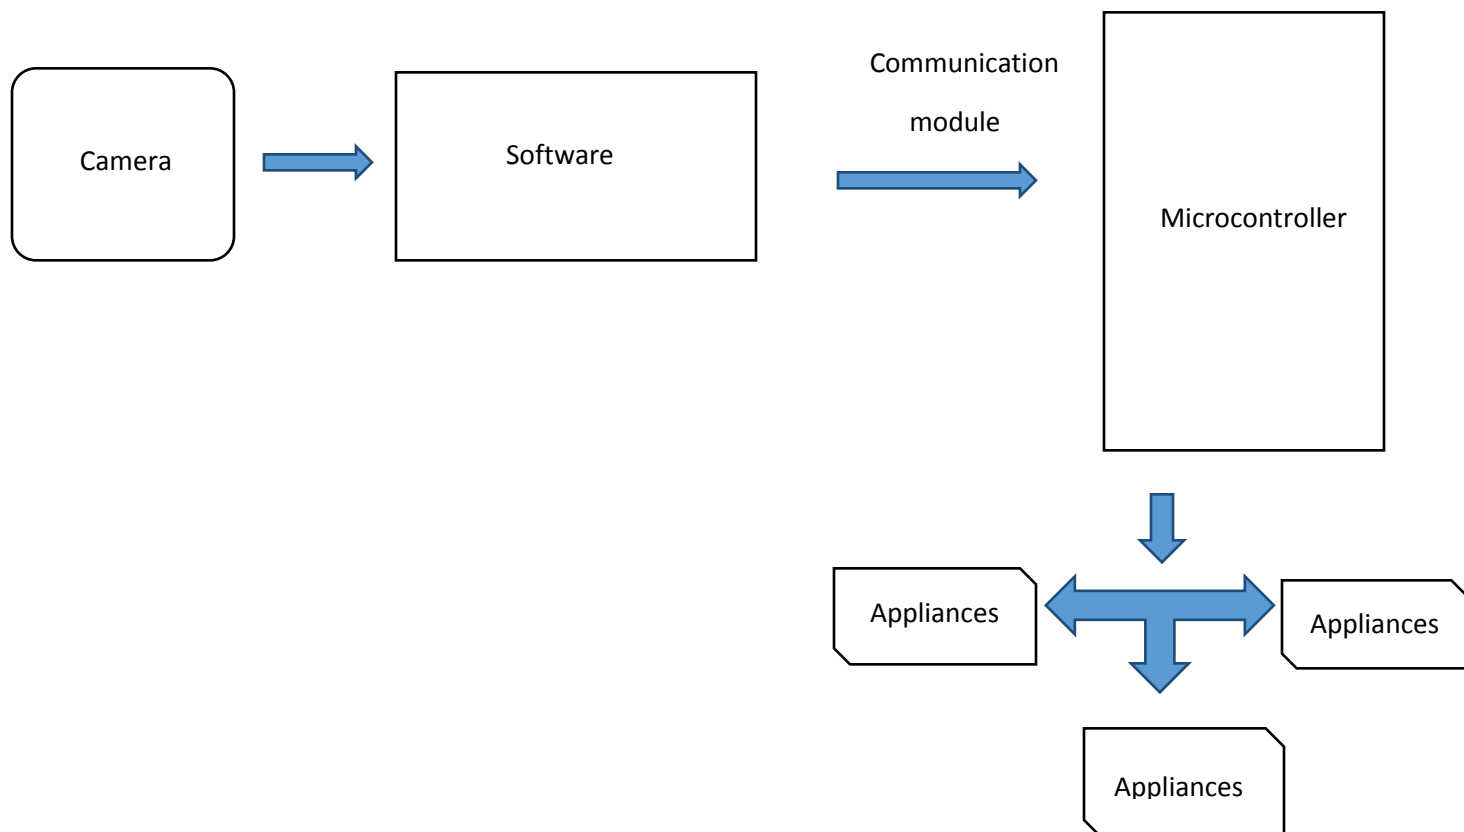 Camera
Software
Communication
module
Microcontroller
Appliances
Appliances
Appliances